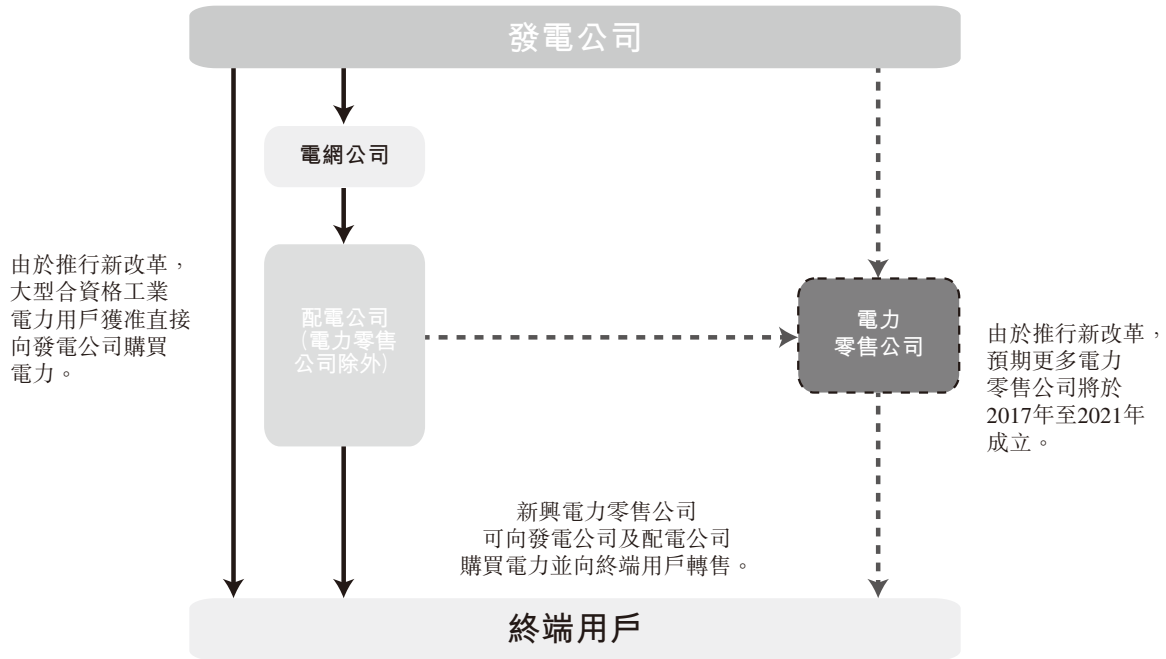 發電公司
電網公司
由於推行新改革，
大型合資格工業
電力用戶獲准直接
向發電公司購買
電力。
配電公司
(電力零售
公司除外)
電力
零售公司
由於推行新改革，
預期更多電力
零售公司將於
2017年至2021年
成立。
新興電力零售公司
可向發電公司及配電公司
購買電力並向終端用戶轉售。
終端用戶